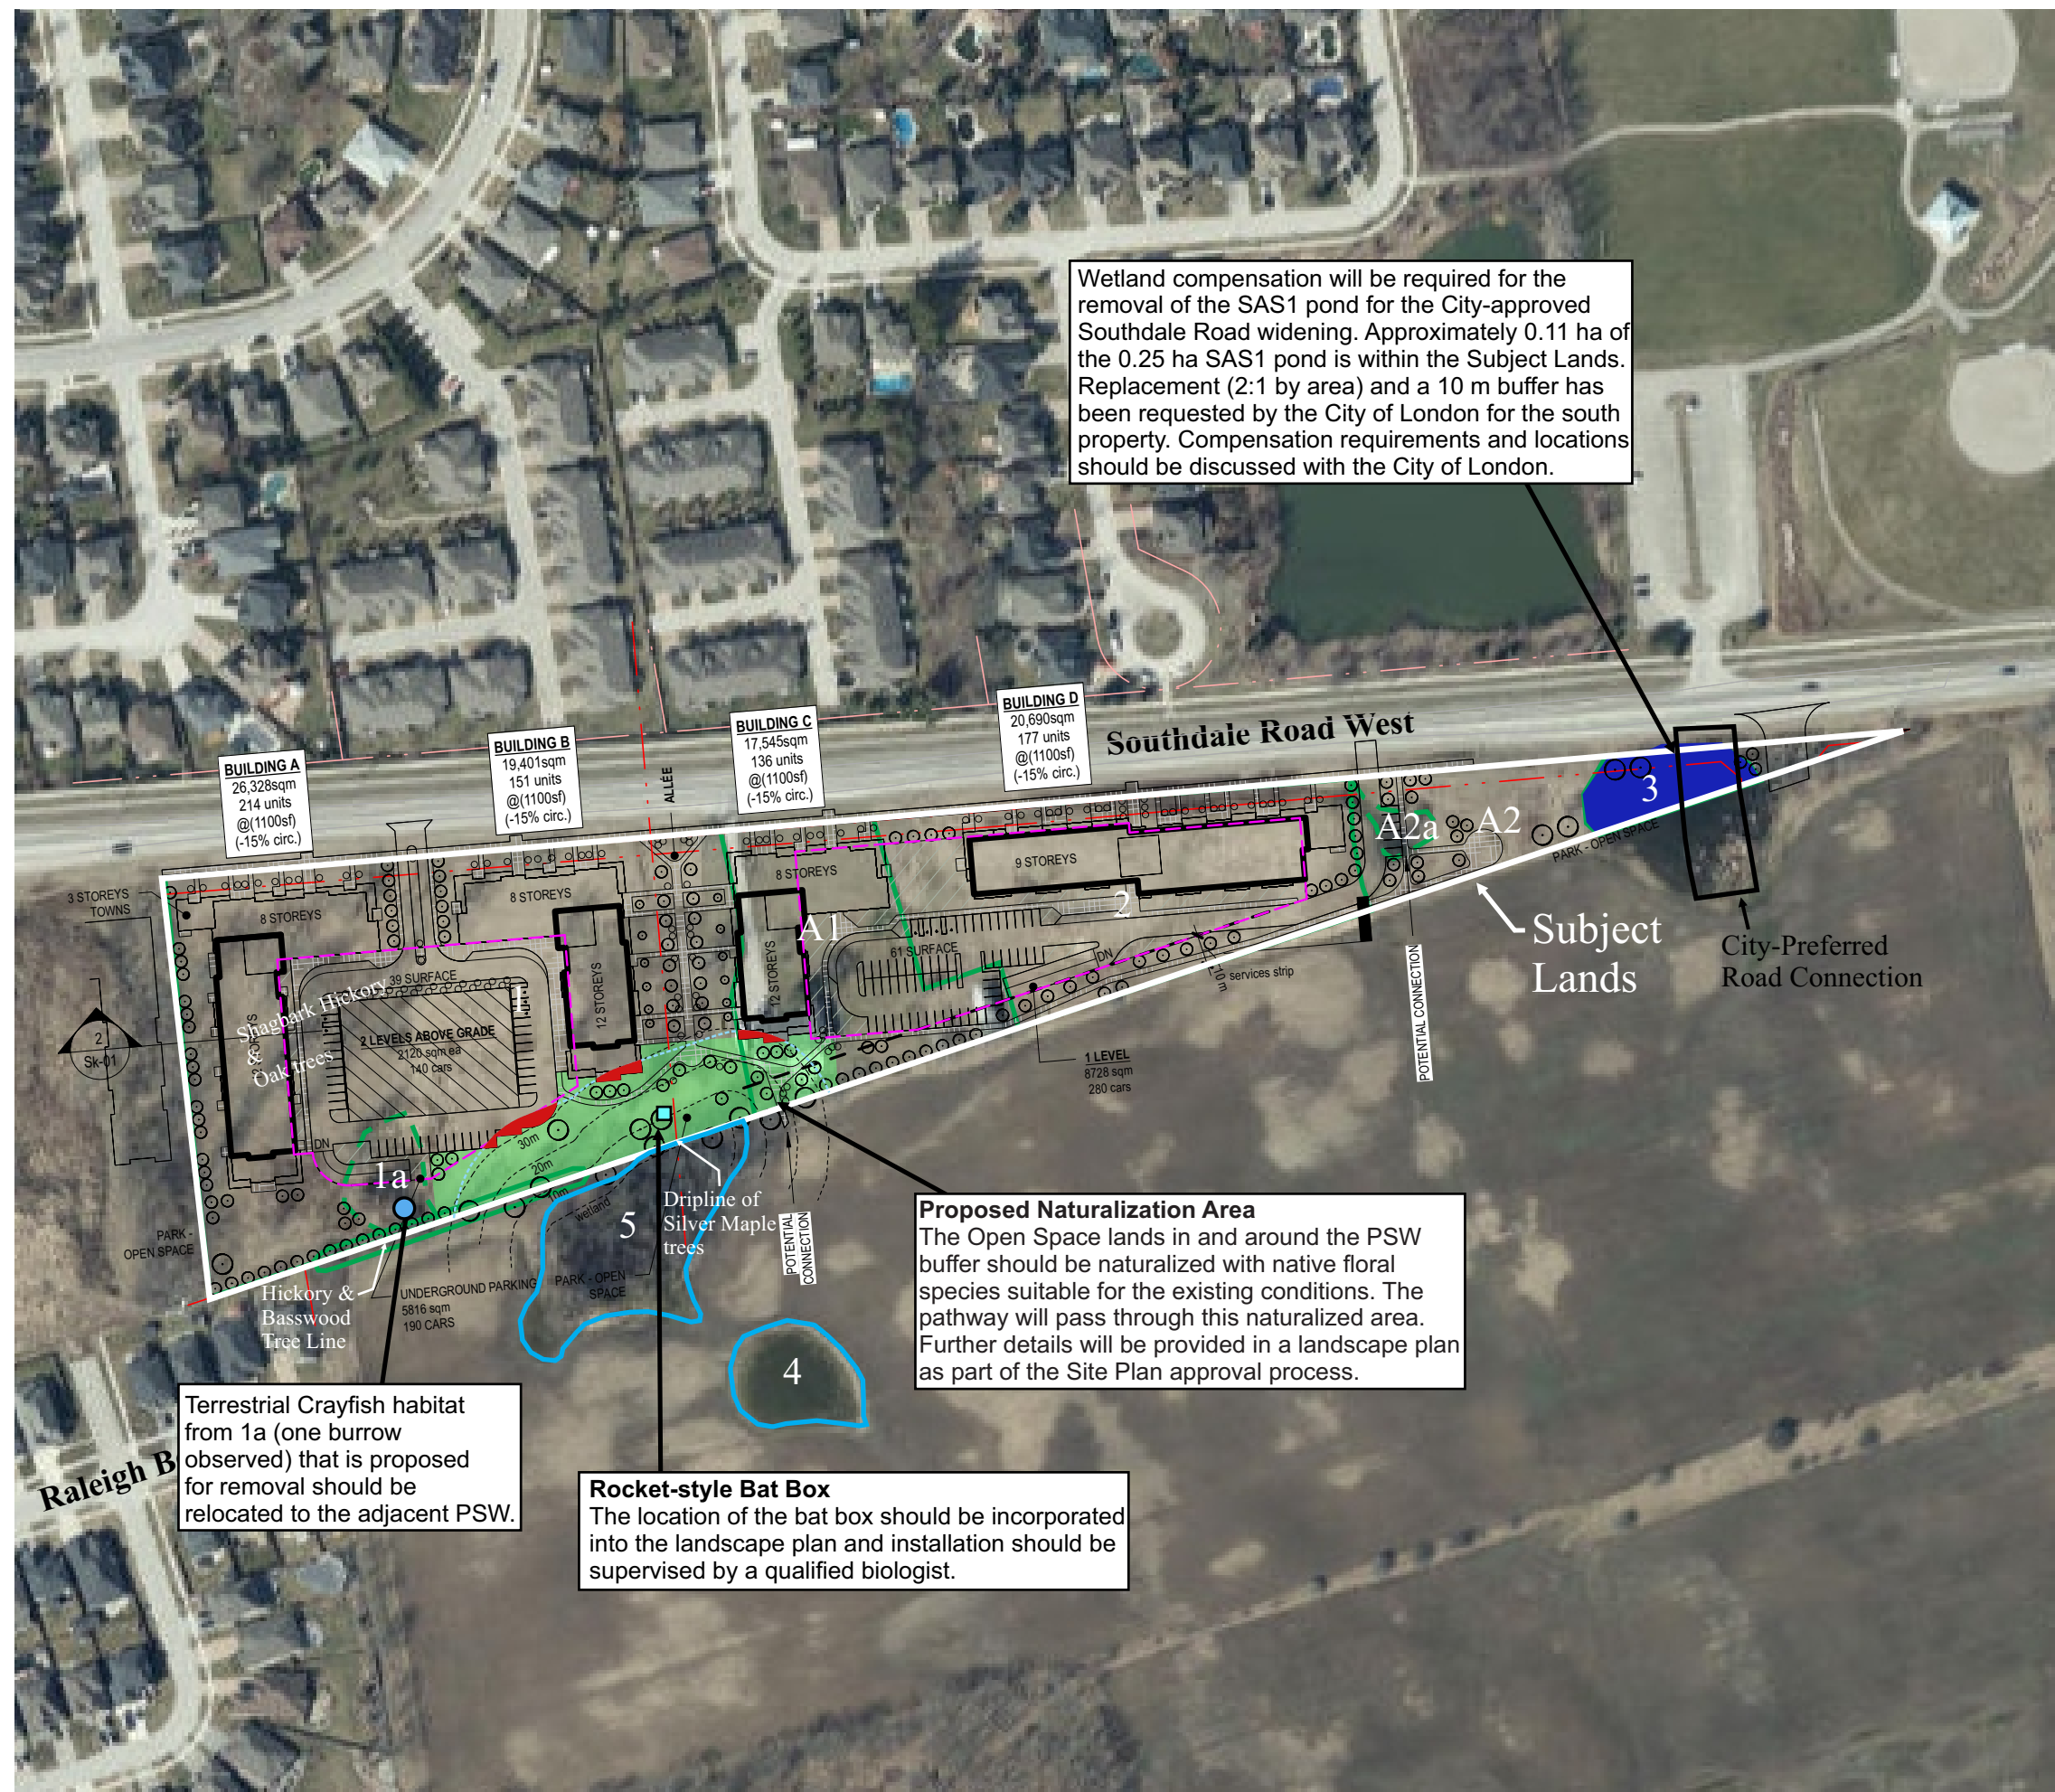 Wetland compensation will be required for the
removal of the SAS1 pond for the City-approved
Southdale Road widening. Approximately 0.11 ha of
the 0.25 ha SAS1 pond is within the Subject Lands.
Replacement (2:1 by area) and a 10 m buffer has
been requested by the City of London for the south
property. Compensation requirements and locations
should be discussed with the City of London.
BUILDING A
26,328sqm
214 units
@(1100sf)
(-15% circ.)
BUILDING B
19,401sqm
151 units
@(1100sf)
(-15% circ.)
ALLÉE
BUILDING C
17,545sqm
136 units
@(1100sf)
(-15% circ.)
BUILDING D
20,690sqm
177 units
@(1100sf)
(-15% circ.)
Southdale Road West
3 STOREYS
TOWNS
8 STOREYS
8 STOREYS
8 STOREYS
9 STOREYS
A2a
A2
3
PARK - OPEN SPACE
2
A1
61 SURFACE
DN
10 m
services strip
12 STOREYS
12 STOREYS
39 SURFACE
Shagbark Hickory
&
Oak trees
2 LEVELS ABOVE GRADE
2120 sqm ea
140 cars
2
Sk-01
Subject
Lands
City-Preferred
Road Connection
POTENTIAL CONNECTION
1 LEVEL
8728 sqm
280 cars
DN
1a
30m
20m
10m
wetland
5
Dripline of
Silver Maple
trees
POTENTIAL
CONNECTION
PARK -
OPEN SPACE
Hickory &
Basswood
Tree Line
UNDERGROUND PARKING
5816 sqm
190 CARS
PARK - OPEN
SPACE
4
Proposed Naturalization Area
The Open Space lands in and around the PSW
buffer should be naturalized with native floral
species suitable for the existing conditions. The
pathway will pass through this naturalized area.
Further details will be provided in a landscape plan
as part of the Site Plan approval process.
Terrestrial Crayfish habitat
from 1a (one burrow
observed) that is proposed
for removal should be
relocated to the adjacent PSW.
Raleigh B
Rocket-style Bat Box
The location of the bat box should be incorporated
into the landscape plan and installation should be
supervised by a qualified biologist.